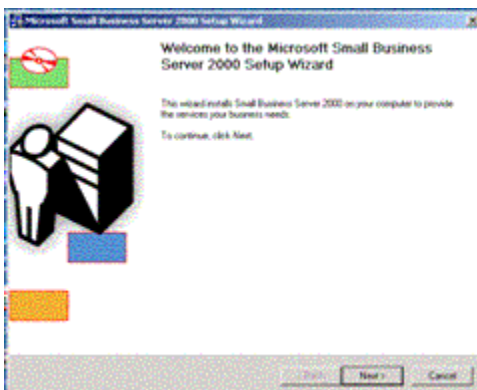 Microsoft Small Business Server 2000 Setup Wizard
Welcome to the Microsoft Small Business
Server 2000 Setup Wizard
This wizard installs Small Business Server 2000 on your computer to provide
the services your business needs.
To continue, click Next.
< Back
Next >
Cancel